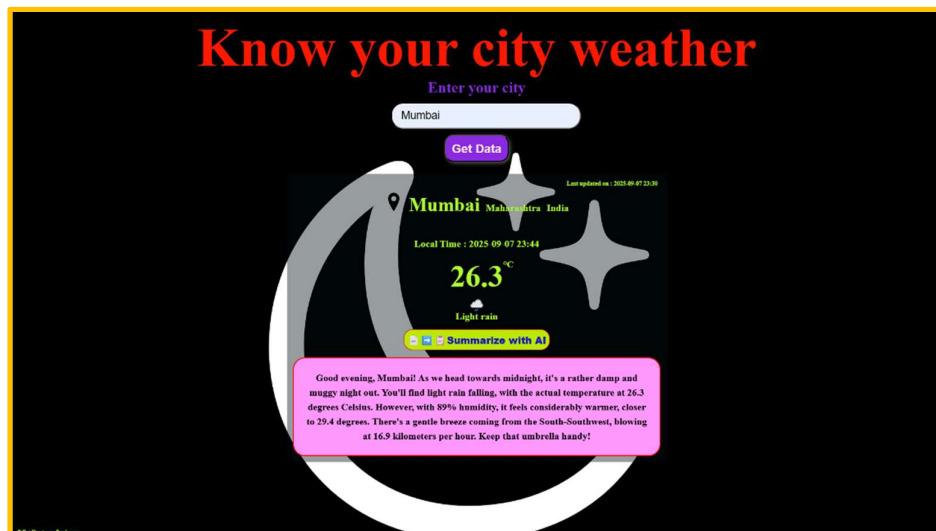 Know your city weather
Enter your city
Mumbai
Get Data
Last updated on : 2025-09-07 23:30
Mumbai Maharashtra India
Local Time : 2025-09-07 23:44
26.3°C
Light rain
Summarize with AI
Good evening, Mumbai! As we head towards midnight, it's a rather damp and
muggy night out. You'll find light rain falling, with the actual temperature at 26.3
degrees Celsius. However, with 89% humidity, it feels considerably warmer, closer
to 29.4 degrees. There's a gentle breeze coming from the South-Southwest, blowing
at 16.9 kilometers per hour. Keep that umbrella handy!